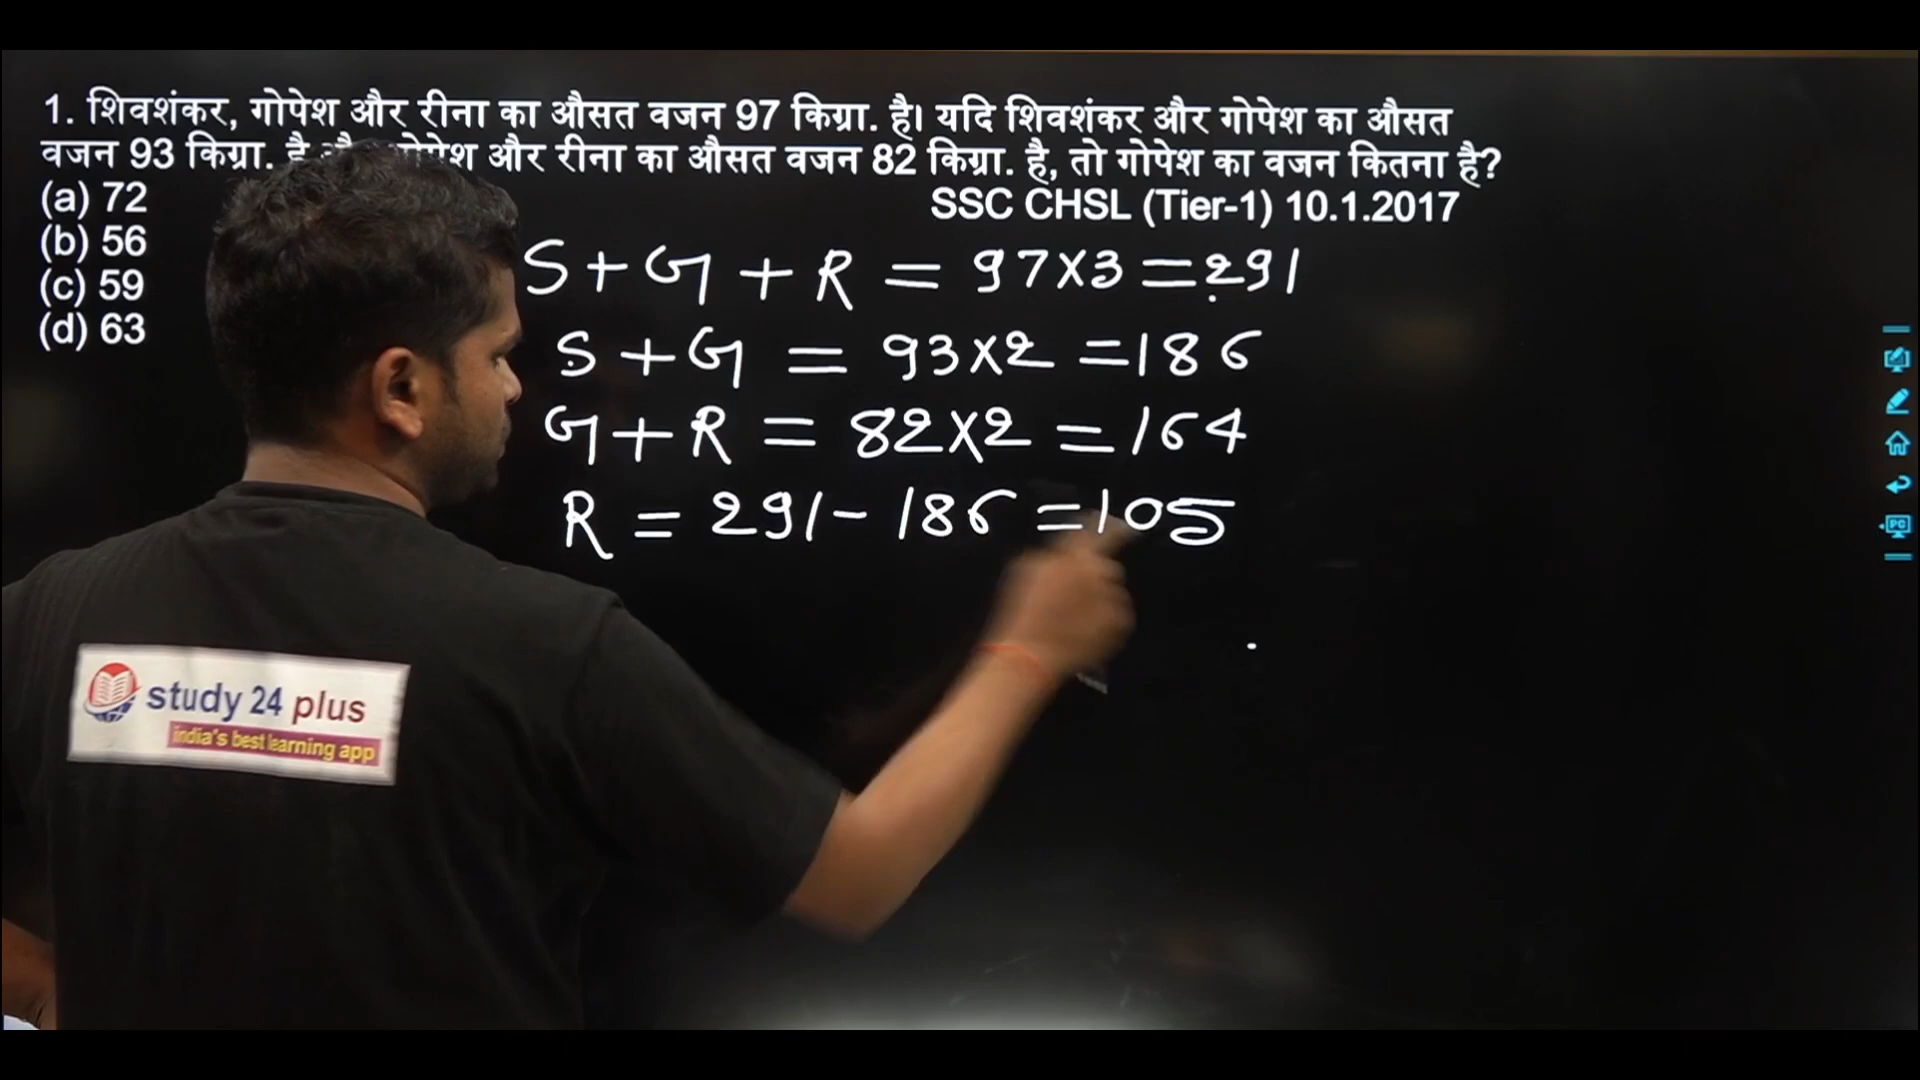 1. शिवशंकर, गोपेश और रीना का औसत वजन 97 किग्रा. है। यदि शिवशंकर और गोपेश का औसत
वजन 93 किग्रा. है और गोपेश और रीना का औसत वजन 82 किग्रा. है, तो गोपेश का वजन कितना है?
(a) 72
SSC CHSL (Tier-1) 10.1.2017
(b) 56
(c) 59
(d) 63
S+G+R = 97×3 = 291
S+G = 93×2 = 186
G+R = 82×2 = 164
R = 291-186 = 105
study 24 plus
india's best learning app
PC